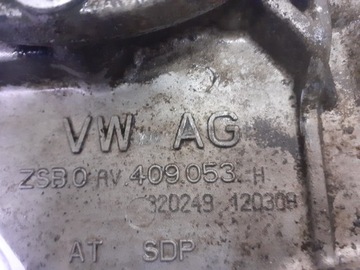 VW AG
ZSB.0 AV 409.053 H
320249 120308
AT SDP